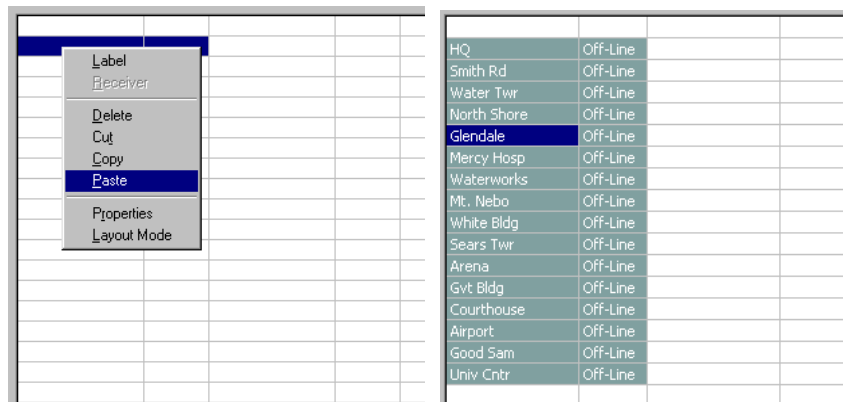 Label
Receiver
Delete
Cut
Copy
Paste
Properties
Layout Mode
HQ Off-Line
Smith Rd Off-Line
Water Twr Off-Line
North Shore Off-Line
Glendale Off-Line
Mercy Hosp Off-Line
Waterworks Off-Line
Mt. Nebo Off-Line
White Bldg Off-Line
Sears Twr Off-Line
Arena Off-Line
Gvt Bldg Off-Line
Courthouse Off-Line
Airport Off-Line
Good Sam Off-Line
Univ Cntr Off-Line